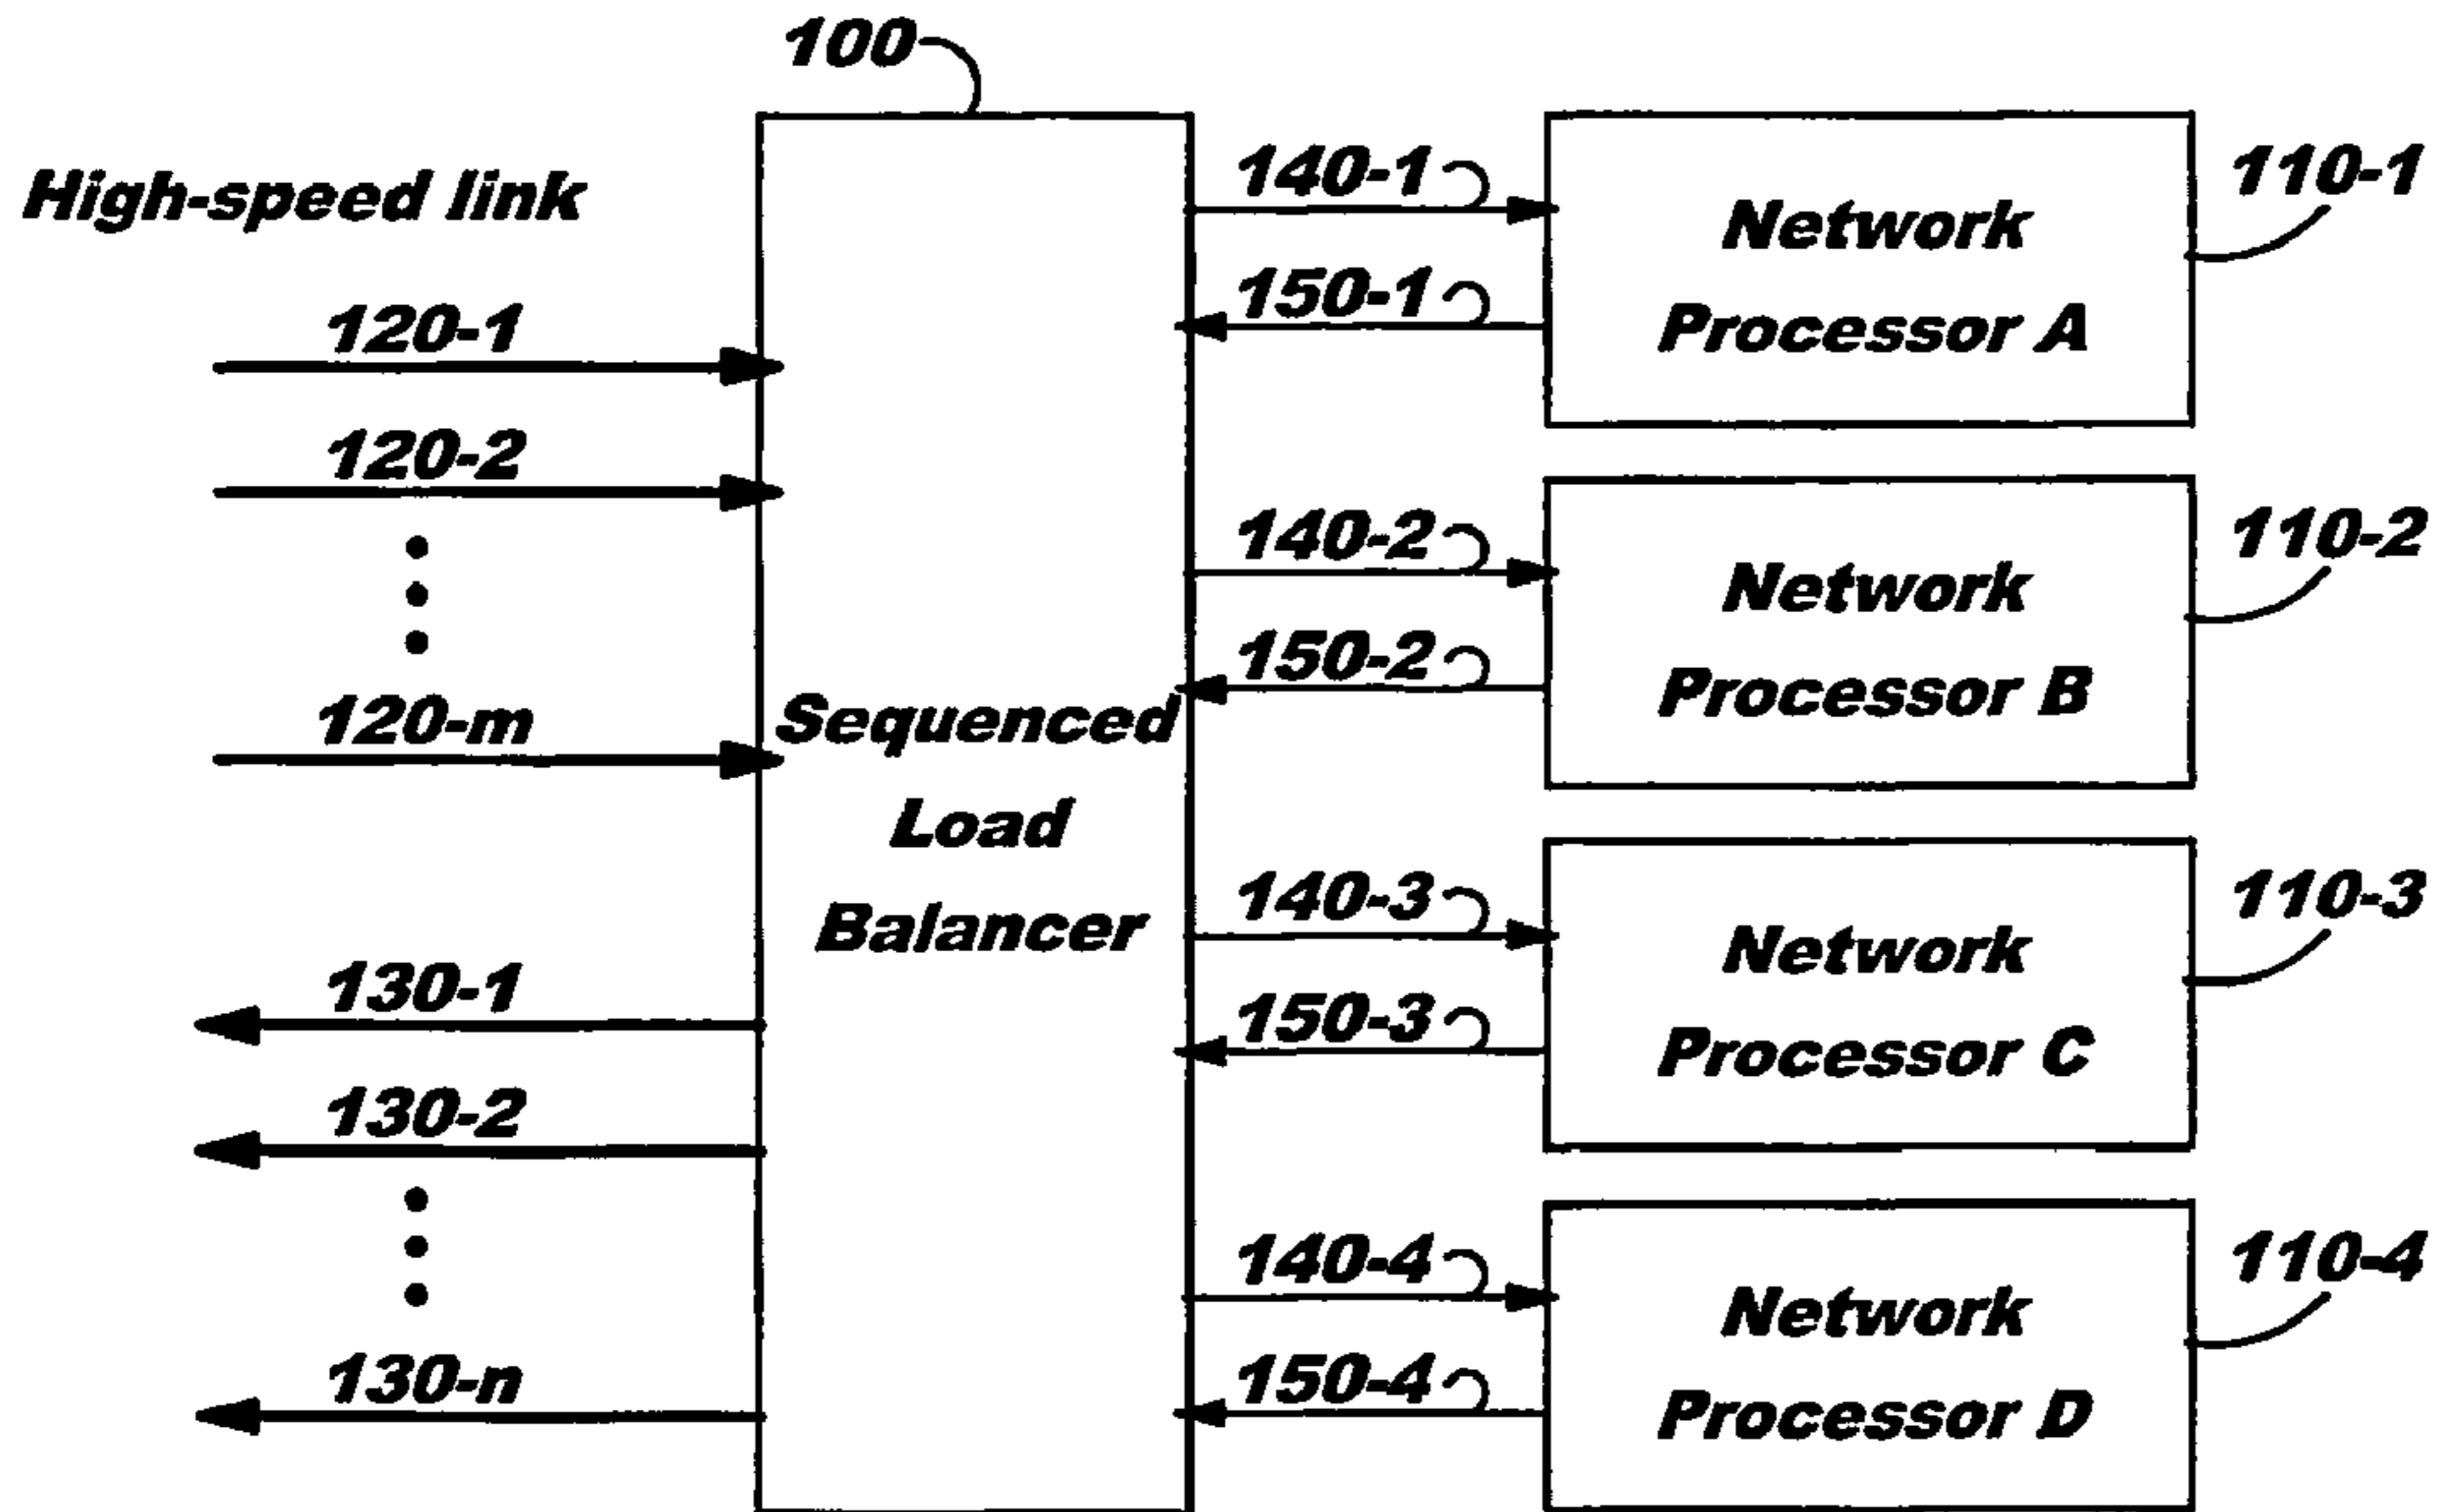 100
High-speed link
120-1
120-2
120-m
130-1
130-2
130-n
Sequenced
Load
Balancer
140-1
150-1
140-2
150-2
140-3
150-3
140-4
150-4
Network
Processor A
110-1
Network
Processor B
110-2
Network
Processor C
110-3
Network
Processor D
110-4